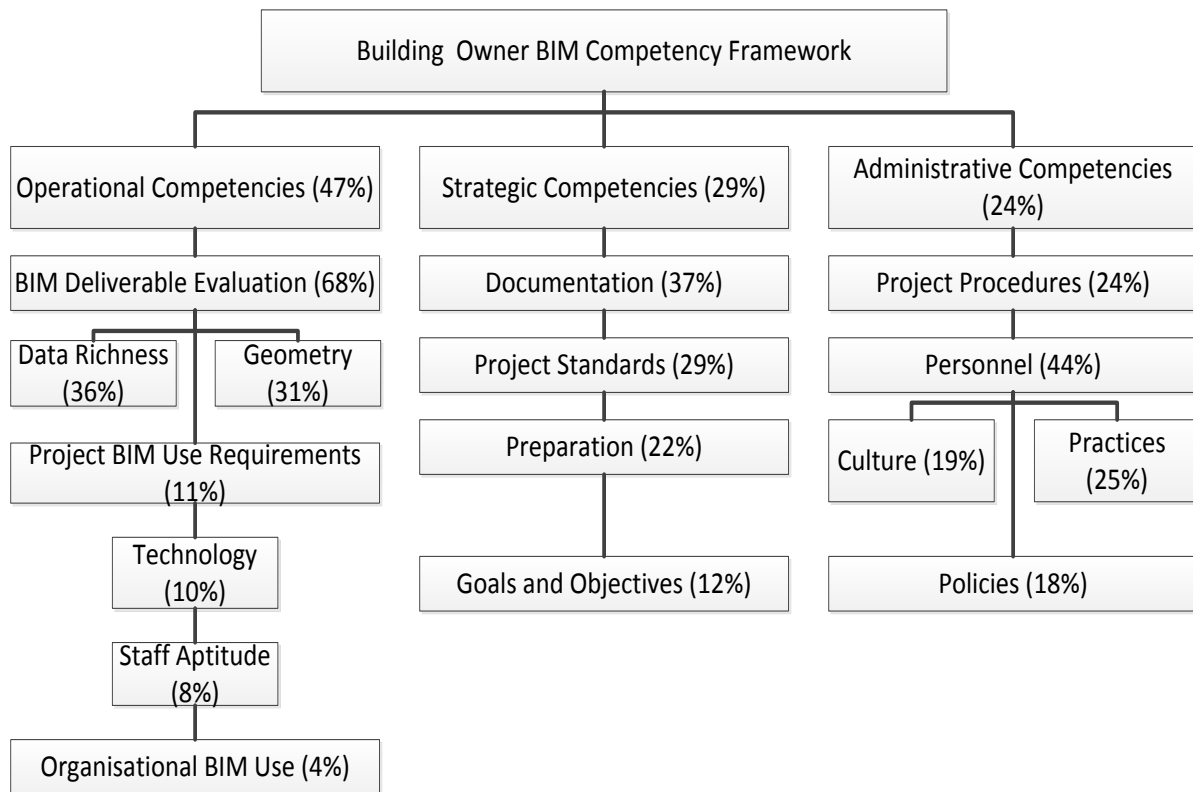 Building  Owner BIM Competency Framework
Operational Competencies (47%)
Strategic Competencies (29%)
Administrative Competencies
(24%)
BIM Deliverable Evaluation (68%)
Documentation (37%)
Project Procedures (24%)
Data Richness
(36%)
Geometry
(31%)
Project Standards (29%)
Personnel (44%)
Project BIM Use Requirements
(11%)
Preparation (22%)
Culture (19%)
Practices
(25%)
Technology
(10%)
Goals and Objectives (12%)
Policies (18%)
Staff Aptitude
(8%)
Organisational BIM Use (4%)